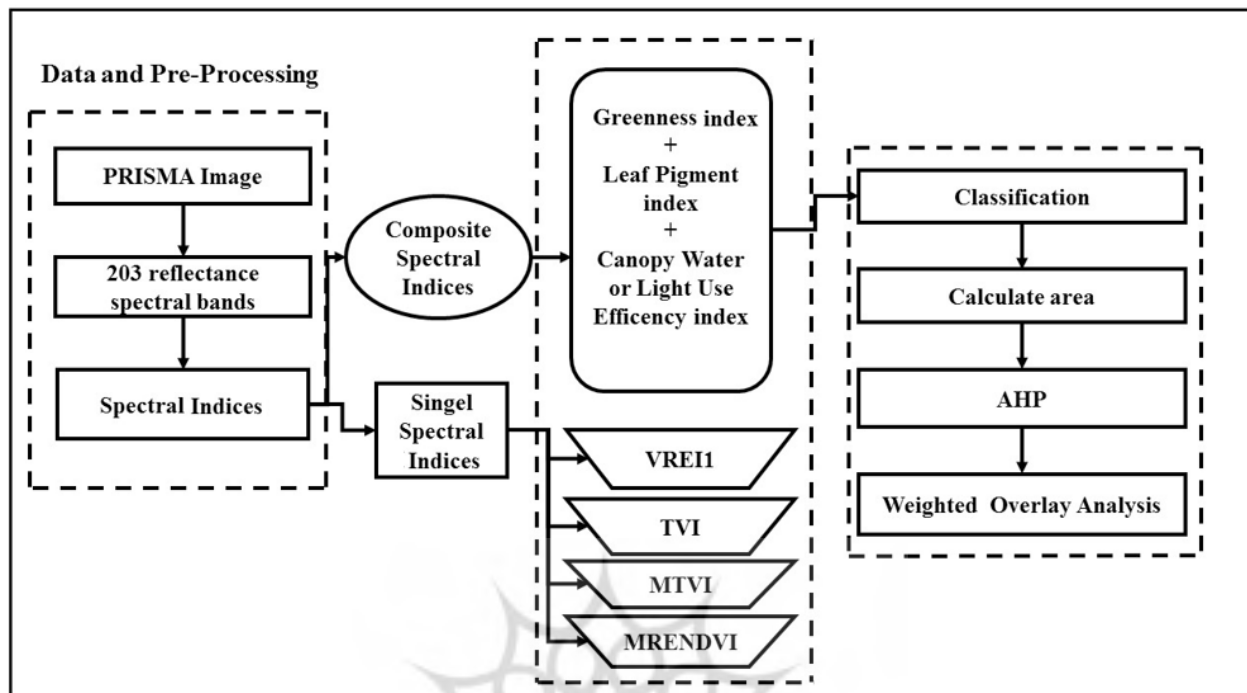 Data and Pre-Processing
PRISMA Image
203 reflectance
spectral bands
Spectral Indices
Composite
Spectral
Indices
Singel
Spectral
Indices
Greenness index
+
Leaf Pigment
index
+
Canopy Water
or Light Use
Efficency index
VREI1
TVI
MTVI
MRENDVI
Classification
Calculate area
AHP
Weighted Overlay Analysis